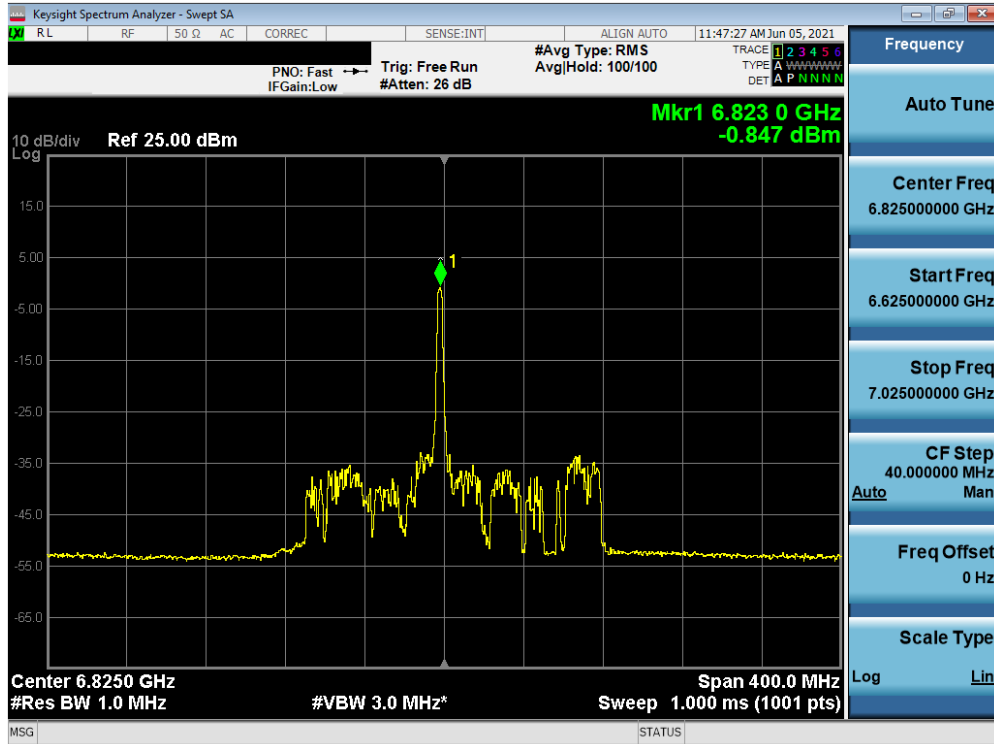 Keysight Spectrum Analyzer - Swept SA
LXI RL RF 50 Ω AC CORREC SENSE:INT ALIGN AUTO 11:47:27 AM Jun 05, 2021
PNO: Fast
IFGain:Low
Trig: Free Run
#Atten: 26 dB
#Avg Type: RMS
Avg|Hold: 100/100
TRACE 1 2 3 4 5 6
TYPE A WWWWW
DET A P N N N N
Mkr1 6.823 0 GHz
-0.847 dBm
10 dB/div Ref 25.00 dBm
Log
15.0
5.00
1
-5.00
-15.0
-25.0
-35.0
-45.0
-55.0
-65.0
Center 6.8250 GHz Span 400.0 MHz
#Res BW 1.0 MHz #VBW 3.0 MHz* Sweep 1.000 ms (1001 pts)
MSG STATUS
Frequency
Auto Tune
Center Freq
6.825000000 GHz
Start Freq
6.625000000 GHz
Stop Freq
7.025000000 GHz
CF Step
40.000000 MHz
Auto Man
Freq Offset
0 Hz
Scale Type
Log Lin